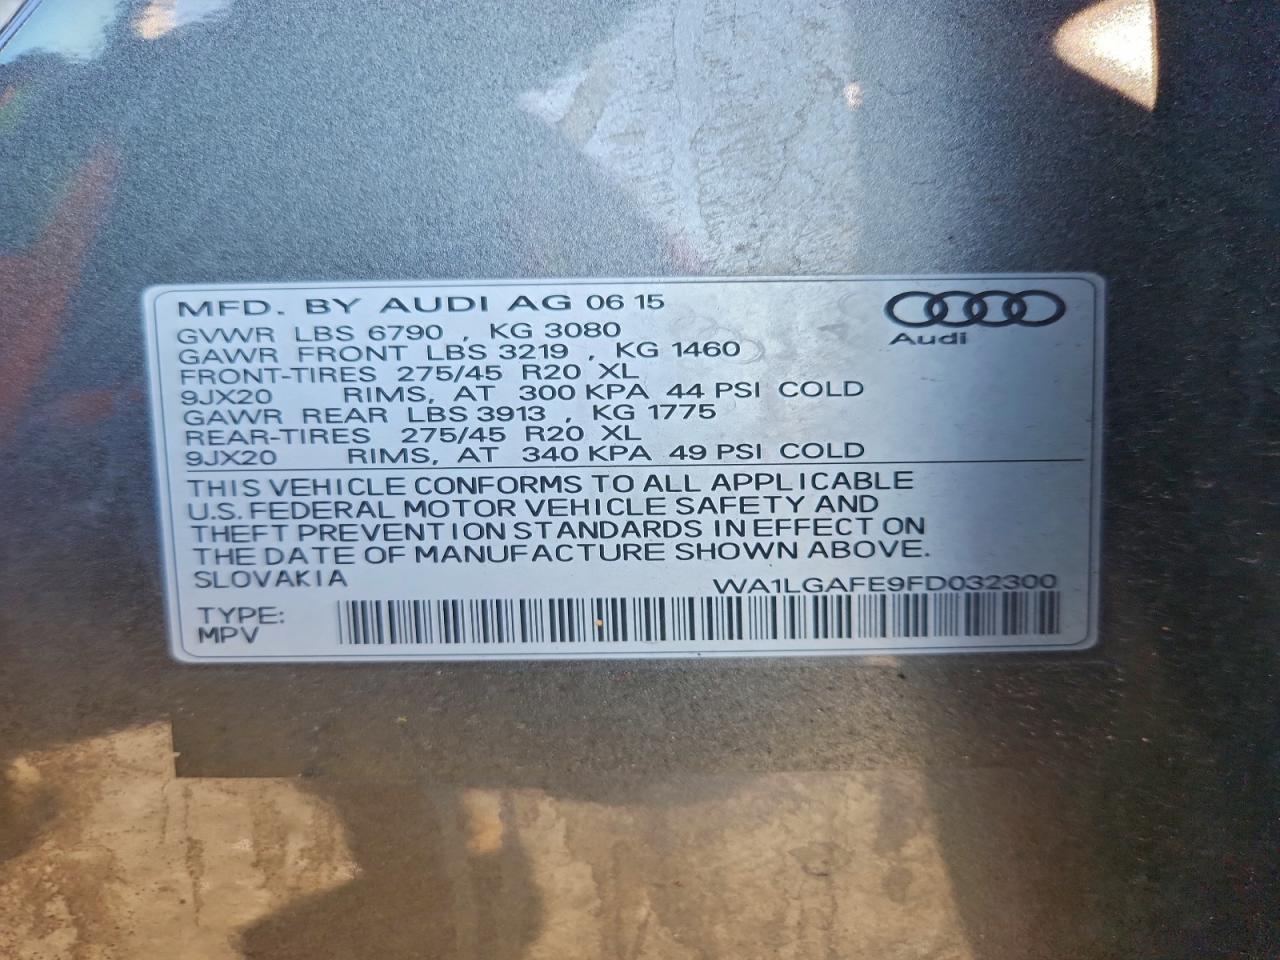 MFD. BY AUDI AG 06 15
Audi
GVWR LBS 6790 , KG 3080
GAWR FRONT LBS 3219 , KG 1460
FRONT-TIRES 275/45 R20 XL
9JX20 RIMS, AT 300 KPA 44 PSI COLD
GAWR REAR LBS 3913 , KG 1775
REAR-TIRES 275/45 R20 XL
9JX20 RIMS, AT 340 KPA 49 PSI COLD
THIS VEHICLE CONFORMS TO ALL APPLICABLE
U.S. FEDERAL MOTOR VEHICLE SAFETY AND
THEFT PREVENTION STANDARDS IN EFFECT ON
THE DATE OF MANUFACTURE SHOWN ABOVE.
SLOVAKIA WA1LGAFE9FD032300
TYPE:
MPV